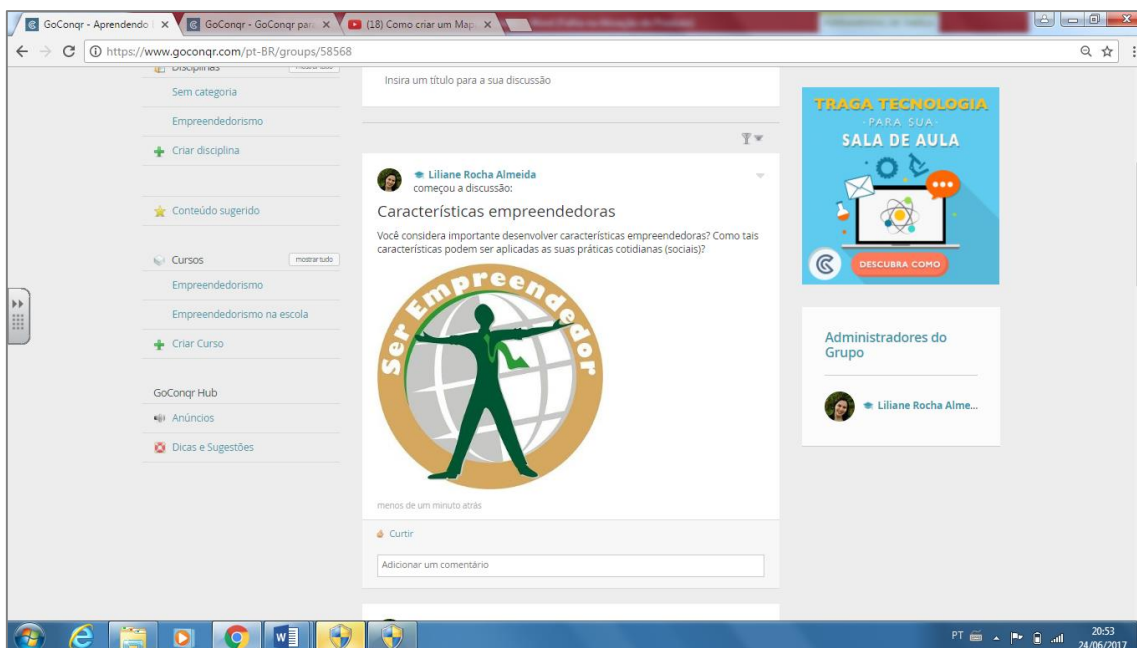 GoConqr - Aprendendo
GoConqr - GoConqr para
(18) Como criar um Map
https://www.goconqr.com/pt-BR/groups/58568
Disciplinas
mostrar tudo
Sem categoria
Empreendedorismo
Criar disciplina
Conteúdo sugerido
Cursos
mostrar tudo
Empreendedorismo
Empreendedorismo na escola
Criar Curso
GoConqr Hub
Anúncios
Dicas e Sugestões
Insira um título para a sua discussão
Liliane Rocha Almeida
começou a discussão:
Características empreendedoras
Você considera importante desenvolver características empreendedoras? Como tais
características podem ser aplicadas as suas práticas cotidianas (sociais)?
Ser Empreendedor
menos de um minuto atrás
Curtir
Adicionar um comentário
TRAGA TECNOLOGIA
- PARA SUA -
SALA DE AULA
DESCUBRA COMO
Administradores do
Grupo
Liliane Rocha Alme...
PT
20:53
24/06/2017